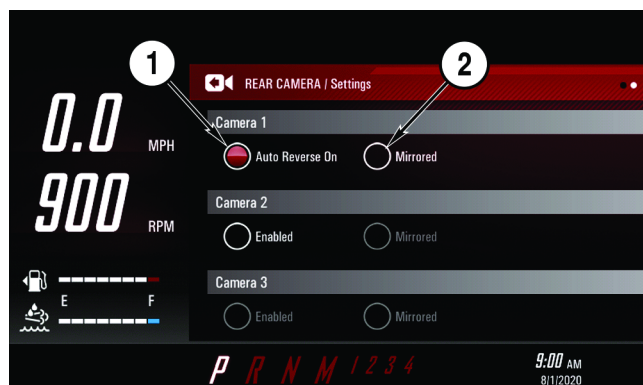 1
2
REAR CAMERA / Settings
Camera 1
0.0 MPH
Auto Reverse On Mirrored
Camera 2
900 RPM
Enabled Mirrored
Camera 3
E F
Enabled Mirrored
P R N M 1 2 3 4
9:00 AM
8/1/2020